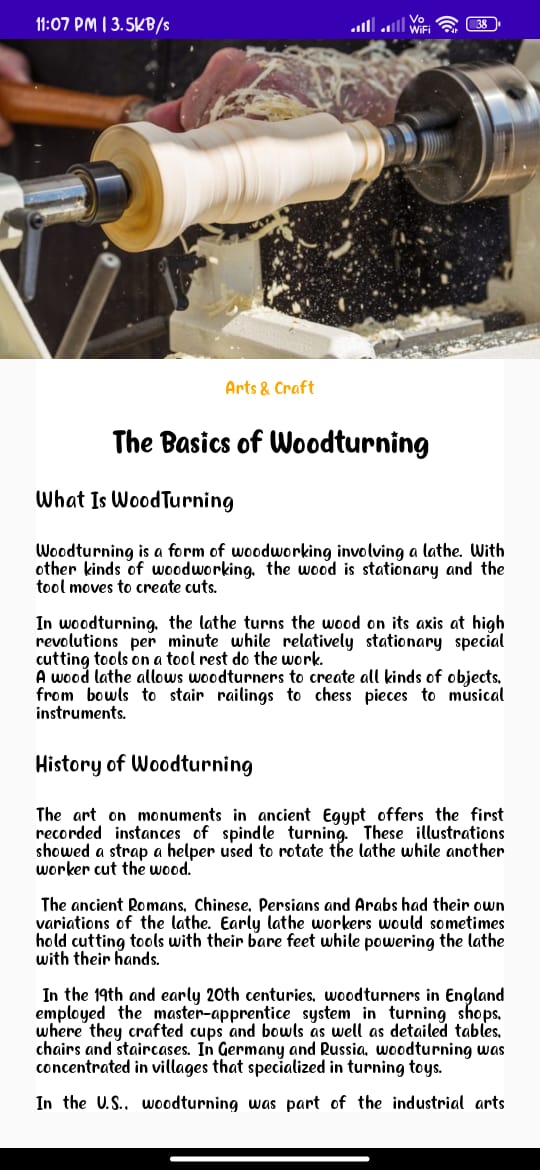 11:07 PM | 3.5KB/s
Vo
WiFi
38
Arts & Craft
The Basics of Woodturning
What Is WoodTurning
Woodturning is a form of woodworking involving a lathe. With
other kinds of woodworking, the wood is stationary and the
tool moves to create cuts.
In woodturning, the lathe turns the wood on its axis at high
revolutions per minute while relatively stationary special
cutting tools on a tool rest do the work.
A wood lathe allows woodturners to create all kinds of objects,
from bowls to stair railings to chess pieces to musical
instruments.
History of Woodturning
The art on monuments in ancient Egypt offers the first
recorded instances of spindle turning. These illustrations
showed a strap a helper used to rotate the lathe while another
worker cut the wood.
The ancient Romans, Chinese, Persians and Arabs had their own
variations of the lathe. Early lathe workers would sometimes
hold cutting tools with their bare feet while powering the lathe
with their hands.
In the 19th and early 20th centuries, woodturners in England
employed the master-apprentice system in turning shops,
where they crafted cups and bowls as well as detailed tables,
chairs and staircases. In Germany and Russia, woodturning was
concentrated in villages that specialized in turning toys.
In the U.S., woodturning was part of the industrial arts